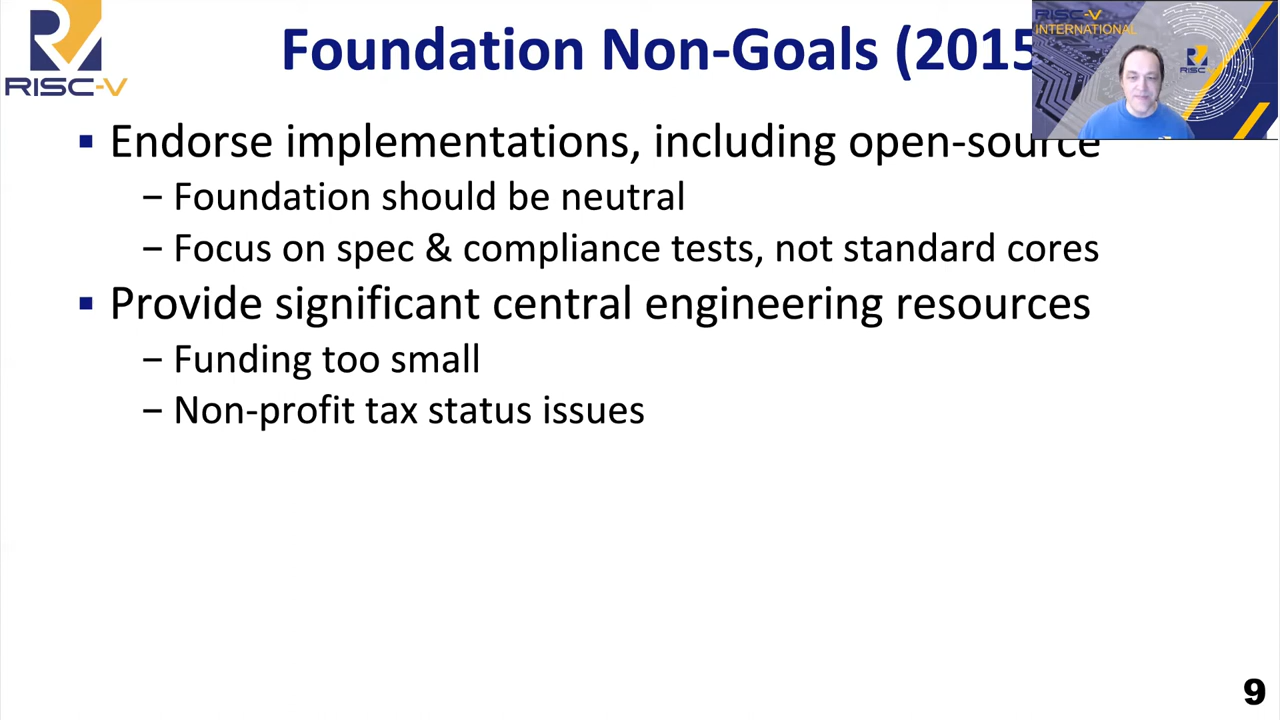 RISC-V
Foundation Non-Goals (2015
RISC-V
INTERNATIONAL
RISC-V
▪ Endorse implementations, including open-source
– Foundation should be neutral
– Focus on spec & compliance tests, not standard cores
▪ Provide significant central engineering resources
– Funding too small
– Non-profit tax status issues
9